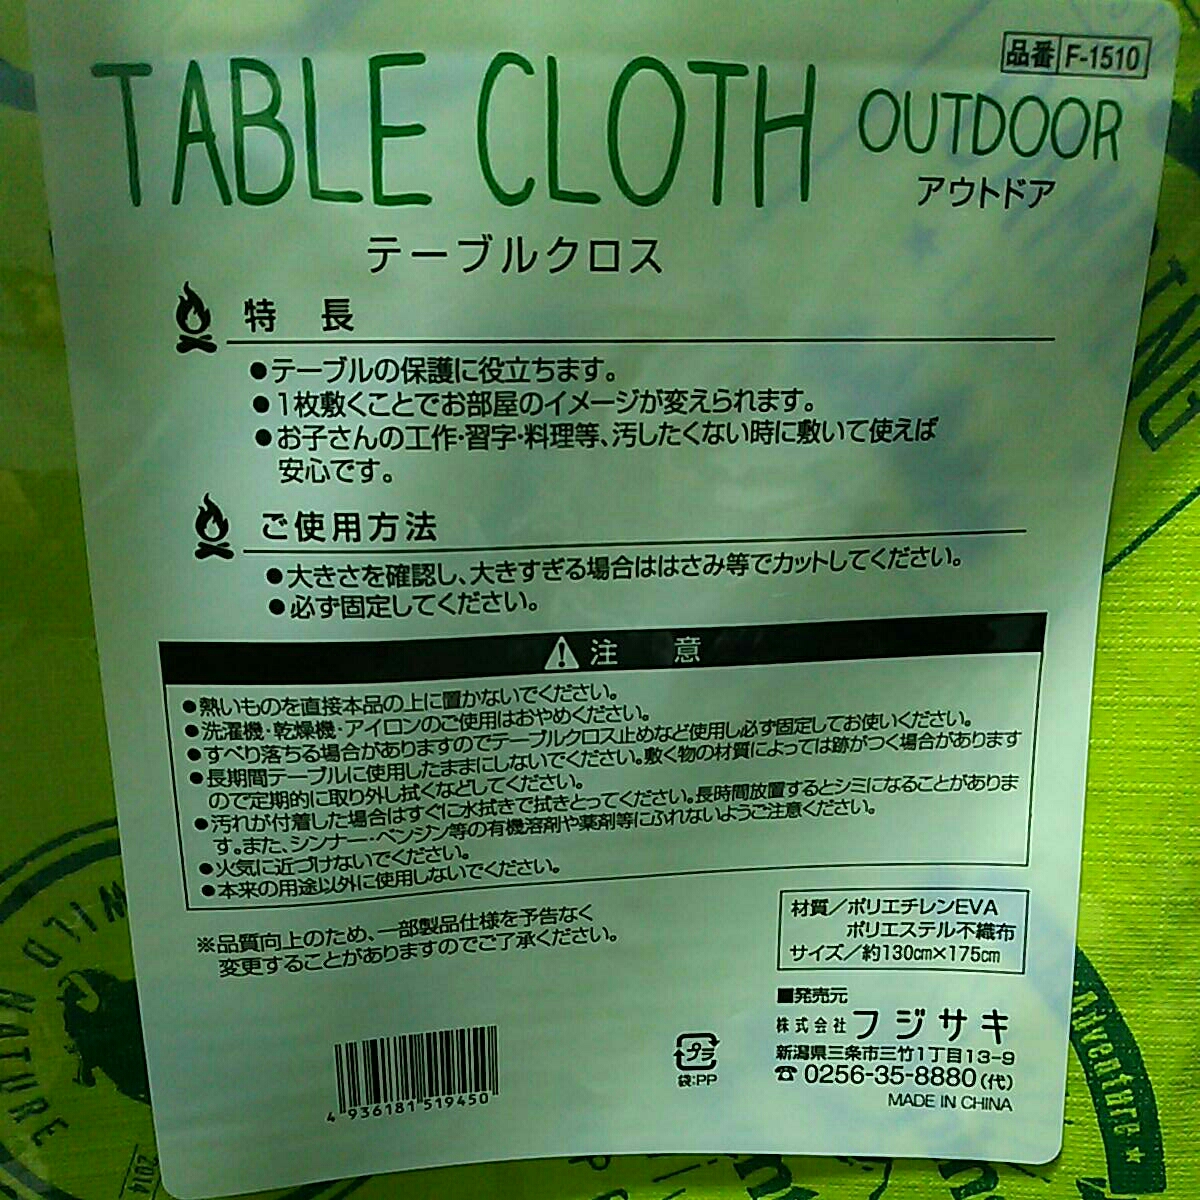 品番 F-1510
TABLE CLOTH OUTDOOR
アウトドア
テーブルクロス
特 長
●テーブルの保護に役立ちます。
●1枚敷くことでお部屋のイメージが変えられます。
●お子さんの工作・習字・料理等、汚したくない時に敷いて使えば
安心です。
ご使用方法
●大きさを確認し、大きすぎる場合ははさみ等でカットしてください。
●必ず固定してください。
注 意
●熱いものを直接本品の上に置かないでください。
●洗濯機・乾燥機・アイロンのご使用はおやめください。
●すべり落ちる場合がありますのでテーブルクロス止めなど使用し必ず固定してお使いください。
●長期間テーブルに使用したままにしないでください。敷く物の材質によっては跡がつく場合があります
ので定期的に取り外し拭くなどしてください。
●汚れが付着した場合はすぐに水拭きで拭きとってください。長時間放置するとシミになることがありま
す。また、シンナー・ベンジン等の有機溶剤や薬剤等にふれないようご注意ください。
●火気に近づけないでください。
●本来の用途以外に使用しないでください。
※品質向上のため、一部製品仕様を予告なく
変更することがありますのでご了承ください。
材質/ポリエチレンEVA
ポリエステル不織布
サイズ/約130cm×175cm
■発売元
株式会社フジサキ
新潟県三条市三竹1丁目13-9
☎ 0256-35-8880(代)
MADE IN CHINA
プラ
袋:PP
4 936181 519450
WILD
NATURE
2014
Adventure